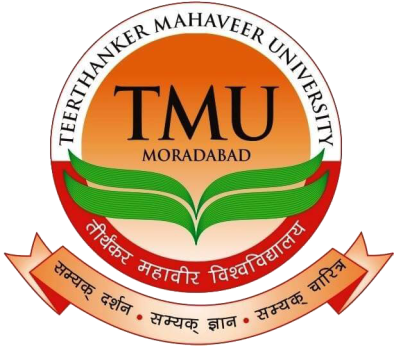 TEERTHANKER MAHAVEER UNIVERSITY
TMU
MORADABAD
तीर्थंकर महावीर विश्वविद्यालय
सम्यक् दर्शन • सम्यक् ज्ञान • सम्यक् चारित्र